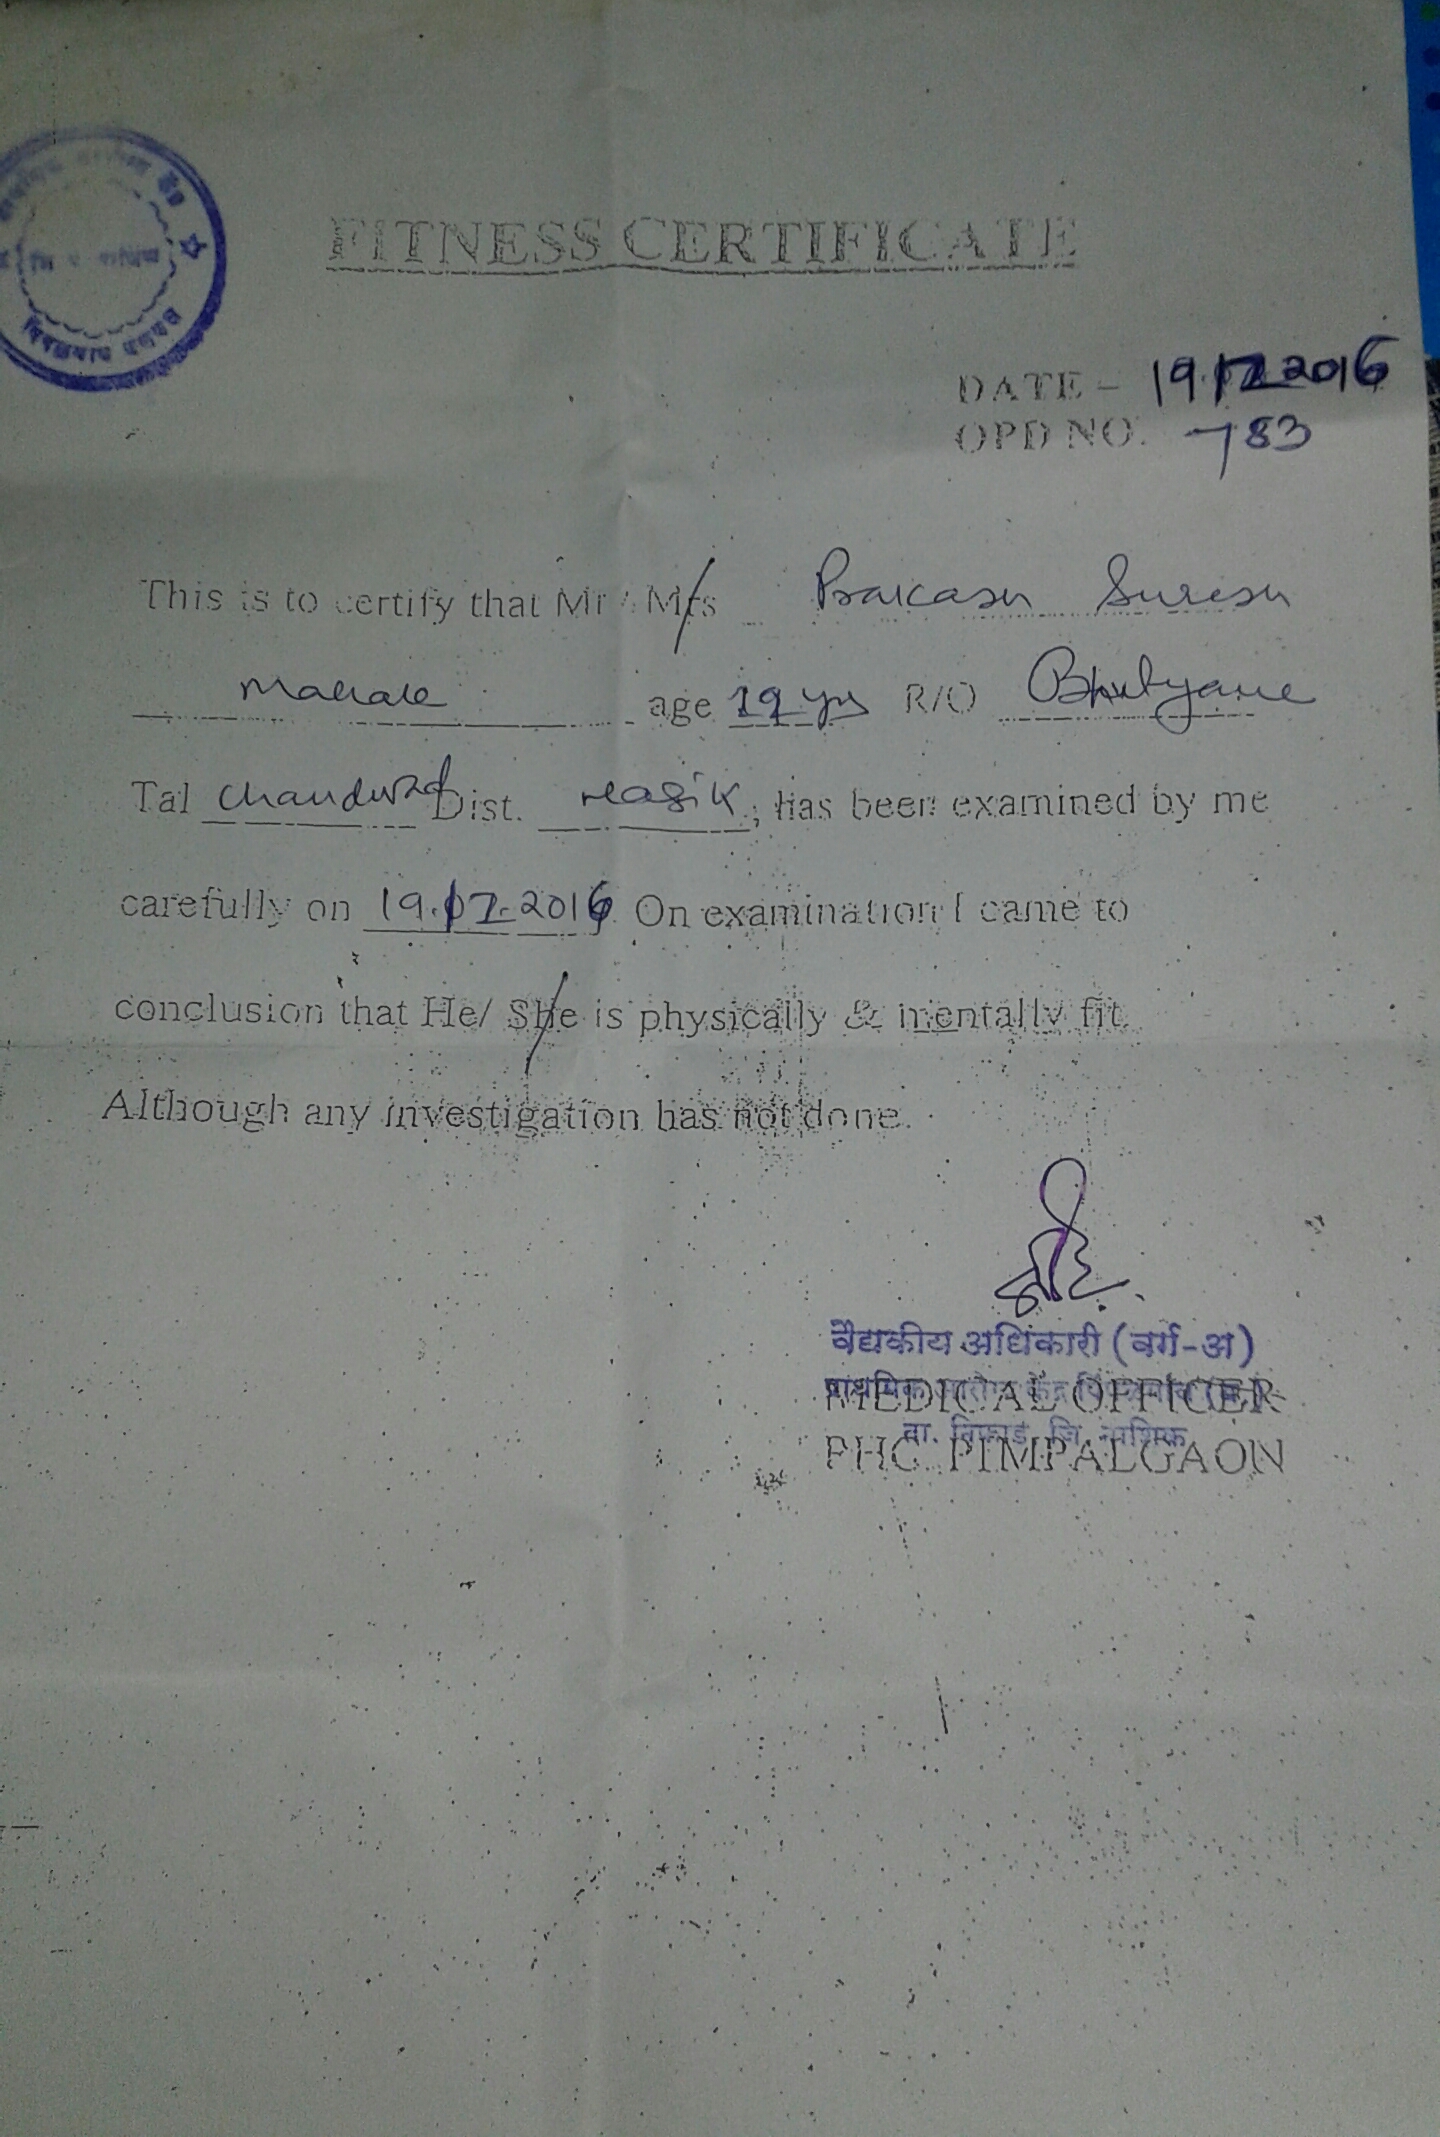 FITNESS CERTIFICATE
DATE - 19.2016
OPD NO. 783
This is to certify that Mr / Mrs Prakash Suresh
Mahale age 19 yrs R/O
Tal Chandwad Dist. Nasik, has been examined by me
carefully on 19. 2016 On examination I came to
conclusion that He/ She is physically & mentally fit.
Although any investigation has not done.
वैद्यकीय अधिकारी (वर्ग-अ)
प्राथमिक आरोग्य केंद्र
MEDICAL OFFICER
ता. निफाड, जि. नाशिक
PHC. PIMPALGAON